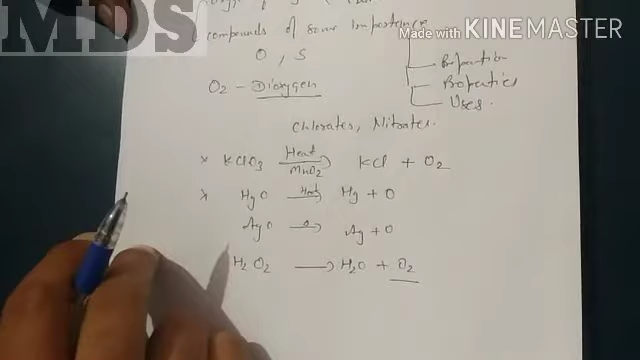 MDS
Made with KINEMASTER
Compounds of some importance
O, S
Preparation
O2 – Dioxygen
Properties
Uses.
Chlorates, Nitrates.
* KClO3 Heat MnO2 → KCl + O2
* HgO Heat → Hg + O
AgO Δ → Ag + O
H2O2 → H2O + O2